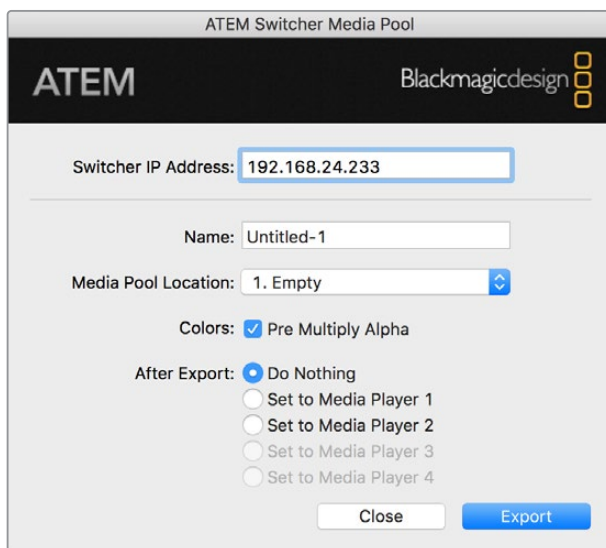 ATEM Switcher Media Pool
ATEM Blackmagicdesign
Switcher IP Address: 192.168.24.233
Name: Untitled-1
Media Pool Location: 1. Empty
Colors: Pre Multiply Alpha
After Export: Do Nothing
Set to Media Player 1
Set to Media Player 2
Set to Media Player 3
Set to Media Player 4
Close Export